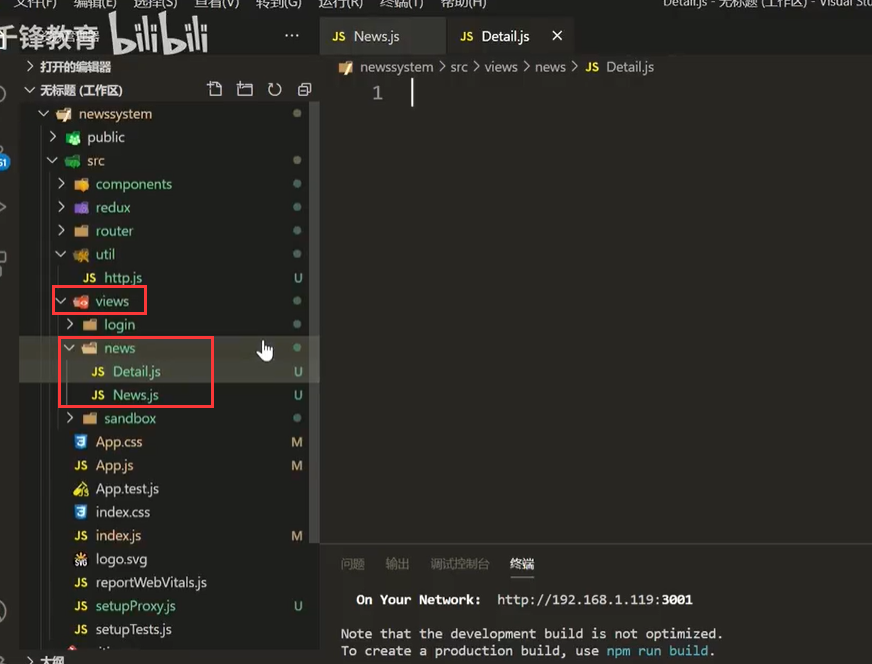 文件(F) 编辑(E) 选择(S) 查看(V) 转到(G) 运行(R) 终端(T) 帮助(H) Detail.js - 无标题 (工作区) - Visual Stu
千锋教育 bilibili
News.js
Detail.js
打开的编辑器
newssystem > src > views > news > JS Detail.js
无标题 (工作区)
1
newssystem
public
src
components
redux
router
util
JS http.js U
views
login
news
JS Detail.js U
JS News.js U
sandbox
App.css M
JS App.js M
App.test.js
index.css
JS index.js M
logo.svg
JS reportWebVitals.js
JS setupProxy.js U
JS setupTests.js
大纲
问题 输出 调试控制台 终端
On Your Network: http://192.168.1.119:3001
Note that the development build is not optimized.
To create a production build, use npm run build.